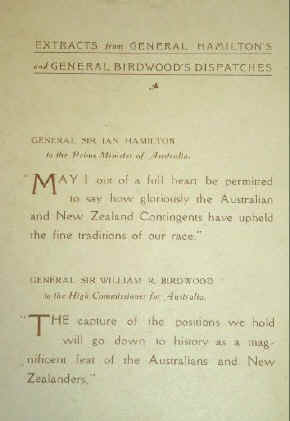 EXTRACTS from GENERAL HAMILTON'S
and GENERAL BIRDWOOD'S DISPATCHES
GENERAL SIR IAN HAMILTON
to the Prime Minister of Australia.
"MAY I out of a full heart be permitted
to say how gloriously the Australian
and New Zealand Contingents have upheld
the fine traditions of our race."
GENERAL SIR WILLIAM R. BIRDWOOD
to the High Commissioner for Australia.
"THE capture of the positions we hold
will go down to history as a mag-
nificent feat of the Australians and New
Zealanders."